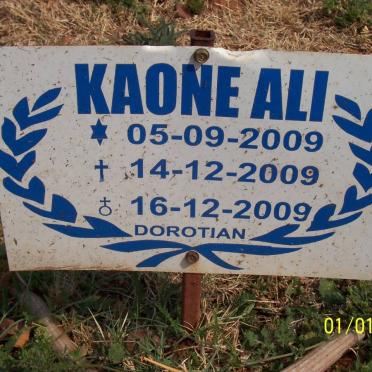 KAONE ALI
✡ 05-09-2009
✝ 14-12-2009
♁ 16-12-2009
DOROTIAN
01/01